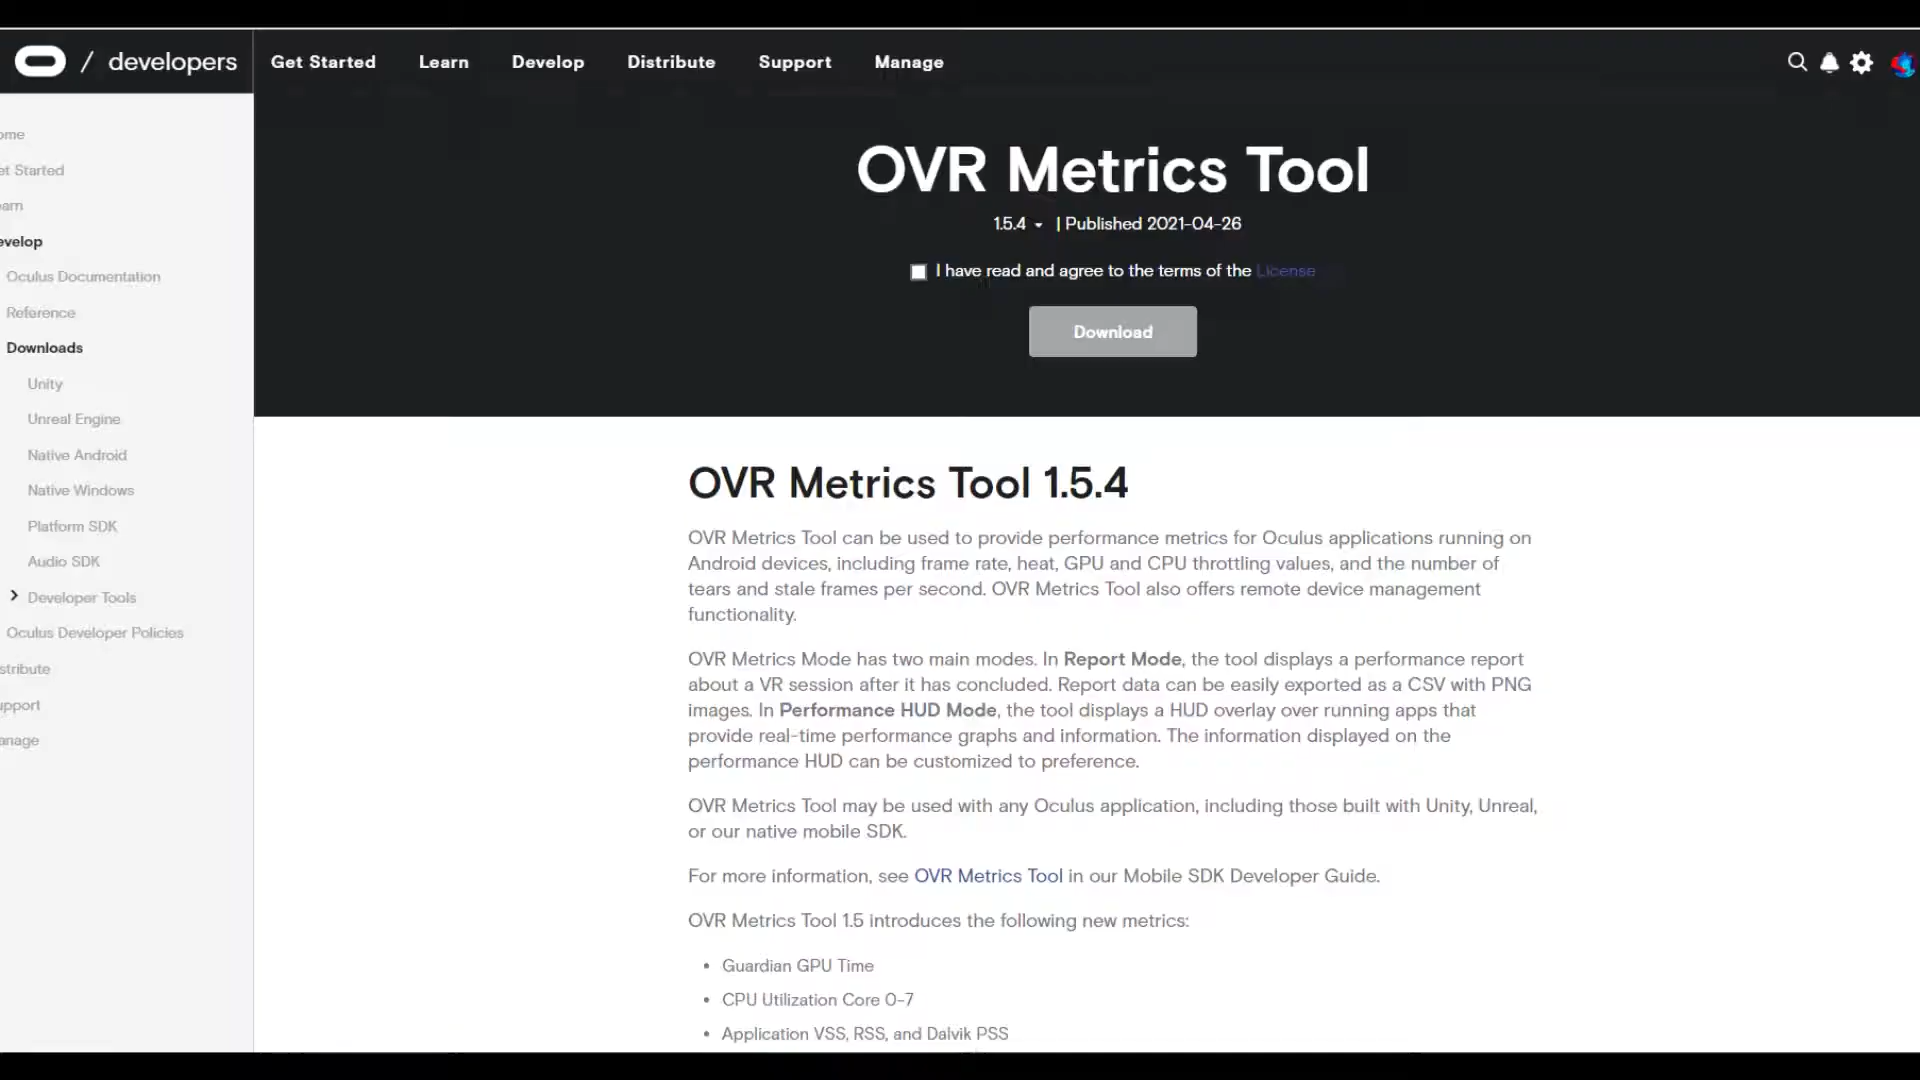 / developers
Get Started
Learn
Develop
Distribute
Support
Manage
ome
et Started
earn
evelop
Oculus Documentation
Reference
Downloads
Unity
Unreal Engine
Native Android
Native Windows
Platform SDK
Audio SDK
Developer Tools
Oculus Developer Policies
stribute
upport
anage
OVR Metrics Tool
1.5.4 | Published 2021-04-26
I have read and agree to the terms of the License
Download
OVR Metrics Tool 1.5.4
OVR Metrics Tool can be used to provide performance metrics for Oculus applications running on
Android devices, including frame rate, heat, GPU and CPU throttling values, and the number of
tears and stale frames per second. OVR Metrics Tool also offers remote device management
functionality.
OVR Metrics Mode has two main modes. In Report Mode, the tool displays a performance report
about a VR session after it has concluded. Report data can be easily exported as a CSV with PNG
images. In Performance HUD Mode, the tool displays a HUD overlay over running apps that
provide real-time performance graphs and information. The information displayed on the
performance HUD can be customized to preference.
OVR Metrics Tool may be used with any Oculus application, including those built with Unity, Unreal,
or our native mobile SDK.
For more information, see OVR Metrics Tool in our Mobile SDK Developer Guide.
OVR Metrics Tool 1.5 introduces the following new metrics:
• Guardian GPU Time
• CPU Utilization Core 0-7
• Application VSS, RSS, and Dalvik PSS